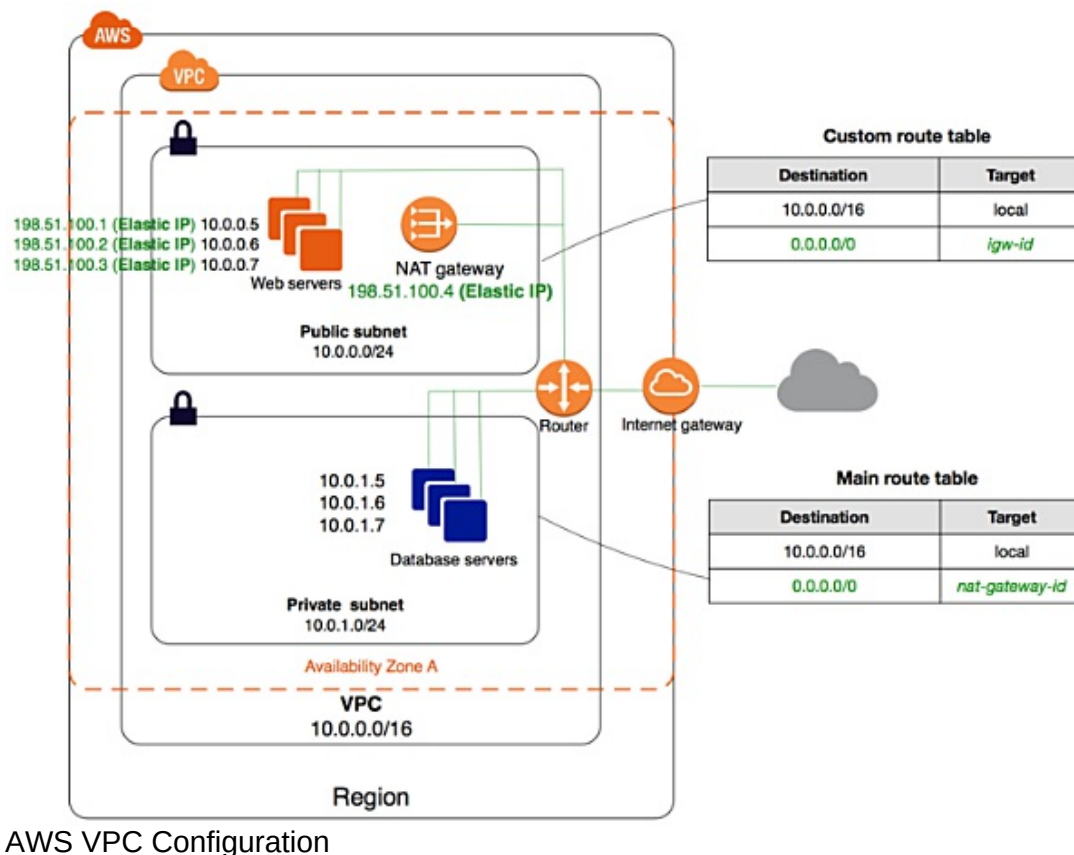 AWS
VPC
198.51.100.1 (Elastic IP) 10.0.0.5
198.51.100.2 (Elastic IP) 10.0.0.6
198.51.100.3 (Elastic IP) 10.0.0.7
Web servers
NAT gateway
198.51.100.4 (Elastic IP)
Public subnet
10.0.0.0/24
Custom route table
Destination Target
10.0.0.0/16 local
0.0.0.0/0 igw-id
Router
Internet gateway
10.0.1.5
10.0.1.6
10.0.1.7
Database servers
Private subnet
10.0.1.0/24
Main route table
Destination Target
10.0.0.0/16 local
0.0.0.0/0 nat-gateway-id
Availability Zone A
VPC
10.0.0.0/16
Region
AWS VPC Configuration